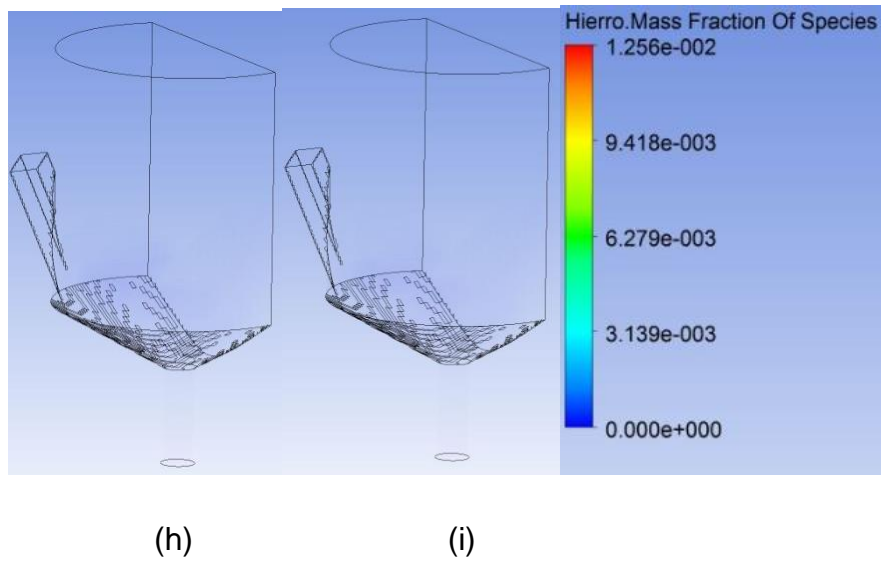 Hierro.Mass Fraction Of Species
1.256e-002
9.418e-003
6.279e-003
3.139e-003
0.000e+000
(h) (i)